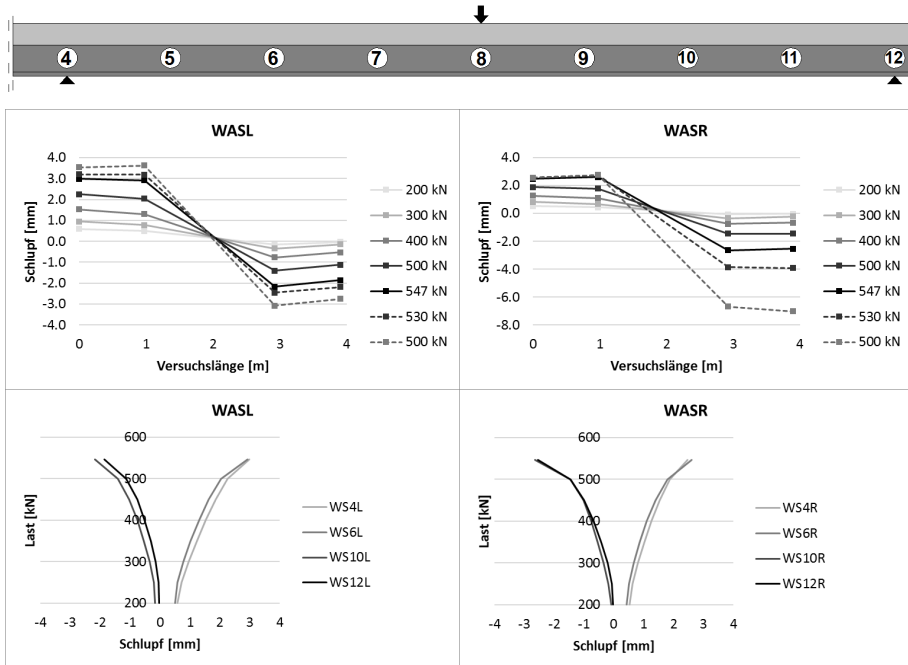 4 5 6 7 8 9 10 11 12
WASL
Schlupf [mm]
4.0
3.0
2.0
1.0
0.0
-1.0
-2.0
-3.0
-4.0
0 1 2 3 4
Versuchslänge [m]
200 kN
300 kN
400 kN
500 kN
547 kN
530 kN
500 kN
WASR
Schlupf [mm]
4.0
2.0
0.0
-2.0
-4.0
-6.0
-8.0
0 1 2 3 4
Versuchslänge [m]
200 kN
300 kN
400 kN
500 kN
547 kN
530 kN
500 kN
WASL
Last [kN]
600
500
400
300
200
-4 -3 -2 -1 0 1 2 3 4
Schlupf [mm]
WS4L
WS6L
WS10L
WS12L
WASR
Last [kN]
600
500
400
300
200
-4 -3 -2 -1 0 1 2 3 4
Schlupf [mm]
WS4R
WS6R
WS10R
WS12R